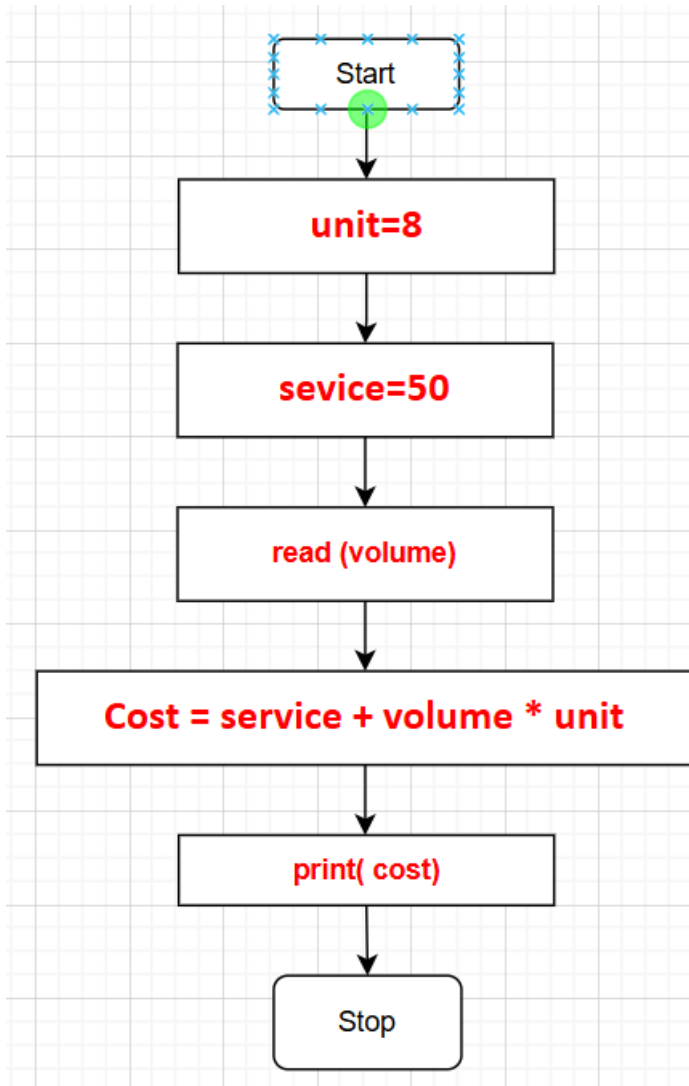 Start
unit=8
sevice=50
read (volume)
Cost = service + volume * unit
print( cost)
Stop